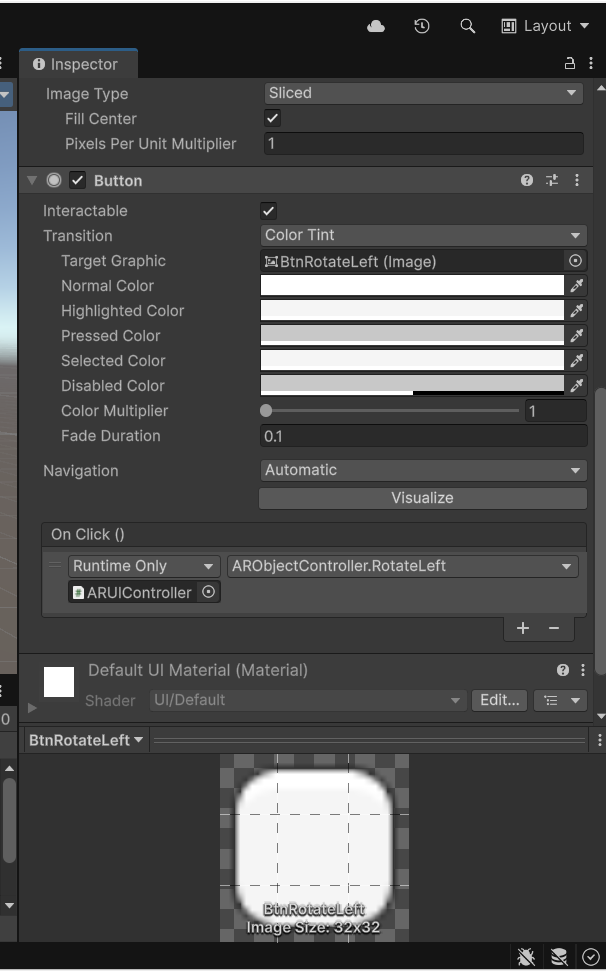 Layout
Inspector
Image Type Sliced
Fill Center
Pixels Per Unit Multiplier 1
Button
Interactable
Transition Color Tint
Target Graphic BtnRotateLeft (Image)
Normal Color
Highlighted Color
Pressed Color
Selected Color
Disabled Color
Color Multiplier 1
Fade Duration 0.1
Navigation Automatic
Visualize
On Click ()
Runtime Only ARObjectController.RotateLeft
ARUIController
Default UI Material (Material)
Shader UI/Default Edit...
0
BtnRotateLeft
BtnRotateLeft
Image Size: 32x32